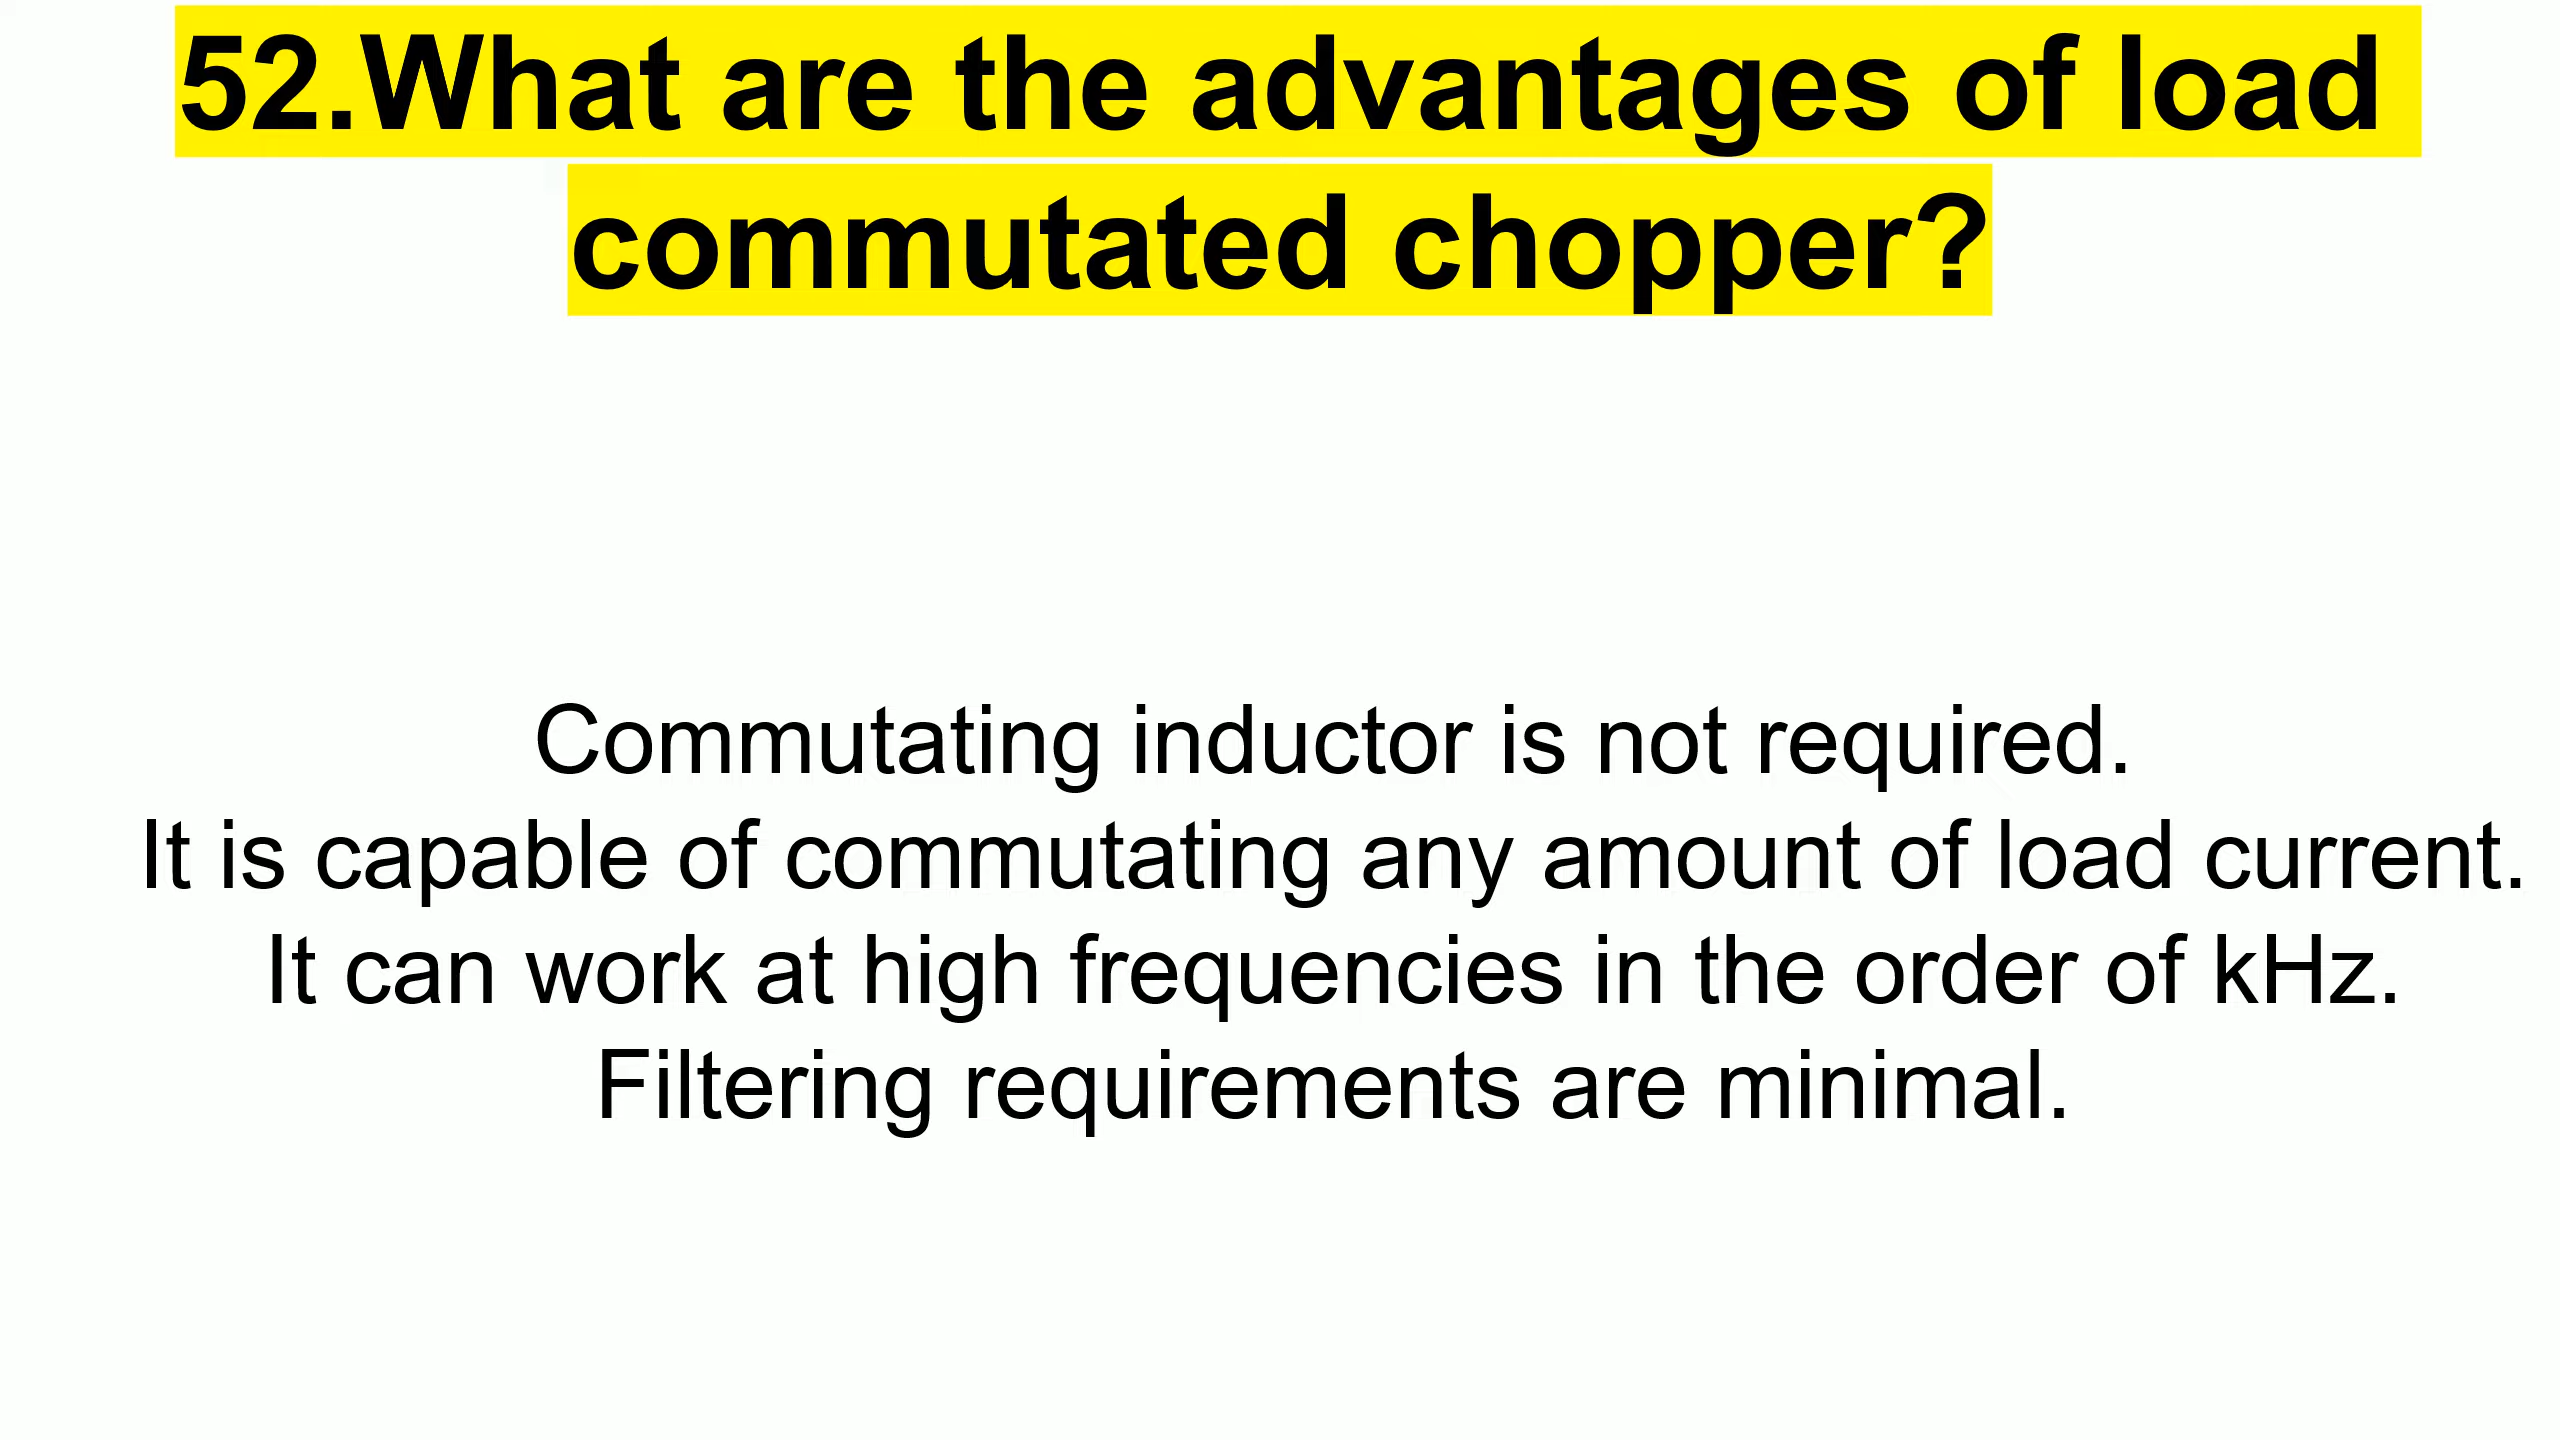 52.What are the advantages of load
commutated chopper?
Commutating inductor is not required.
It is capable of commutating any amount of load current.
It can work at high frequencies in the order of kHz.
Filtering requirements are minimal.